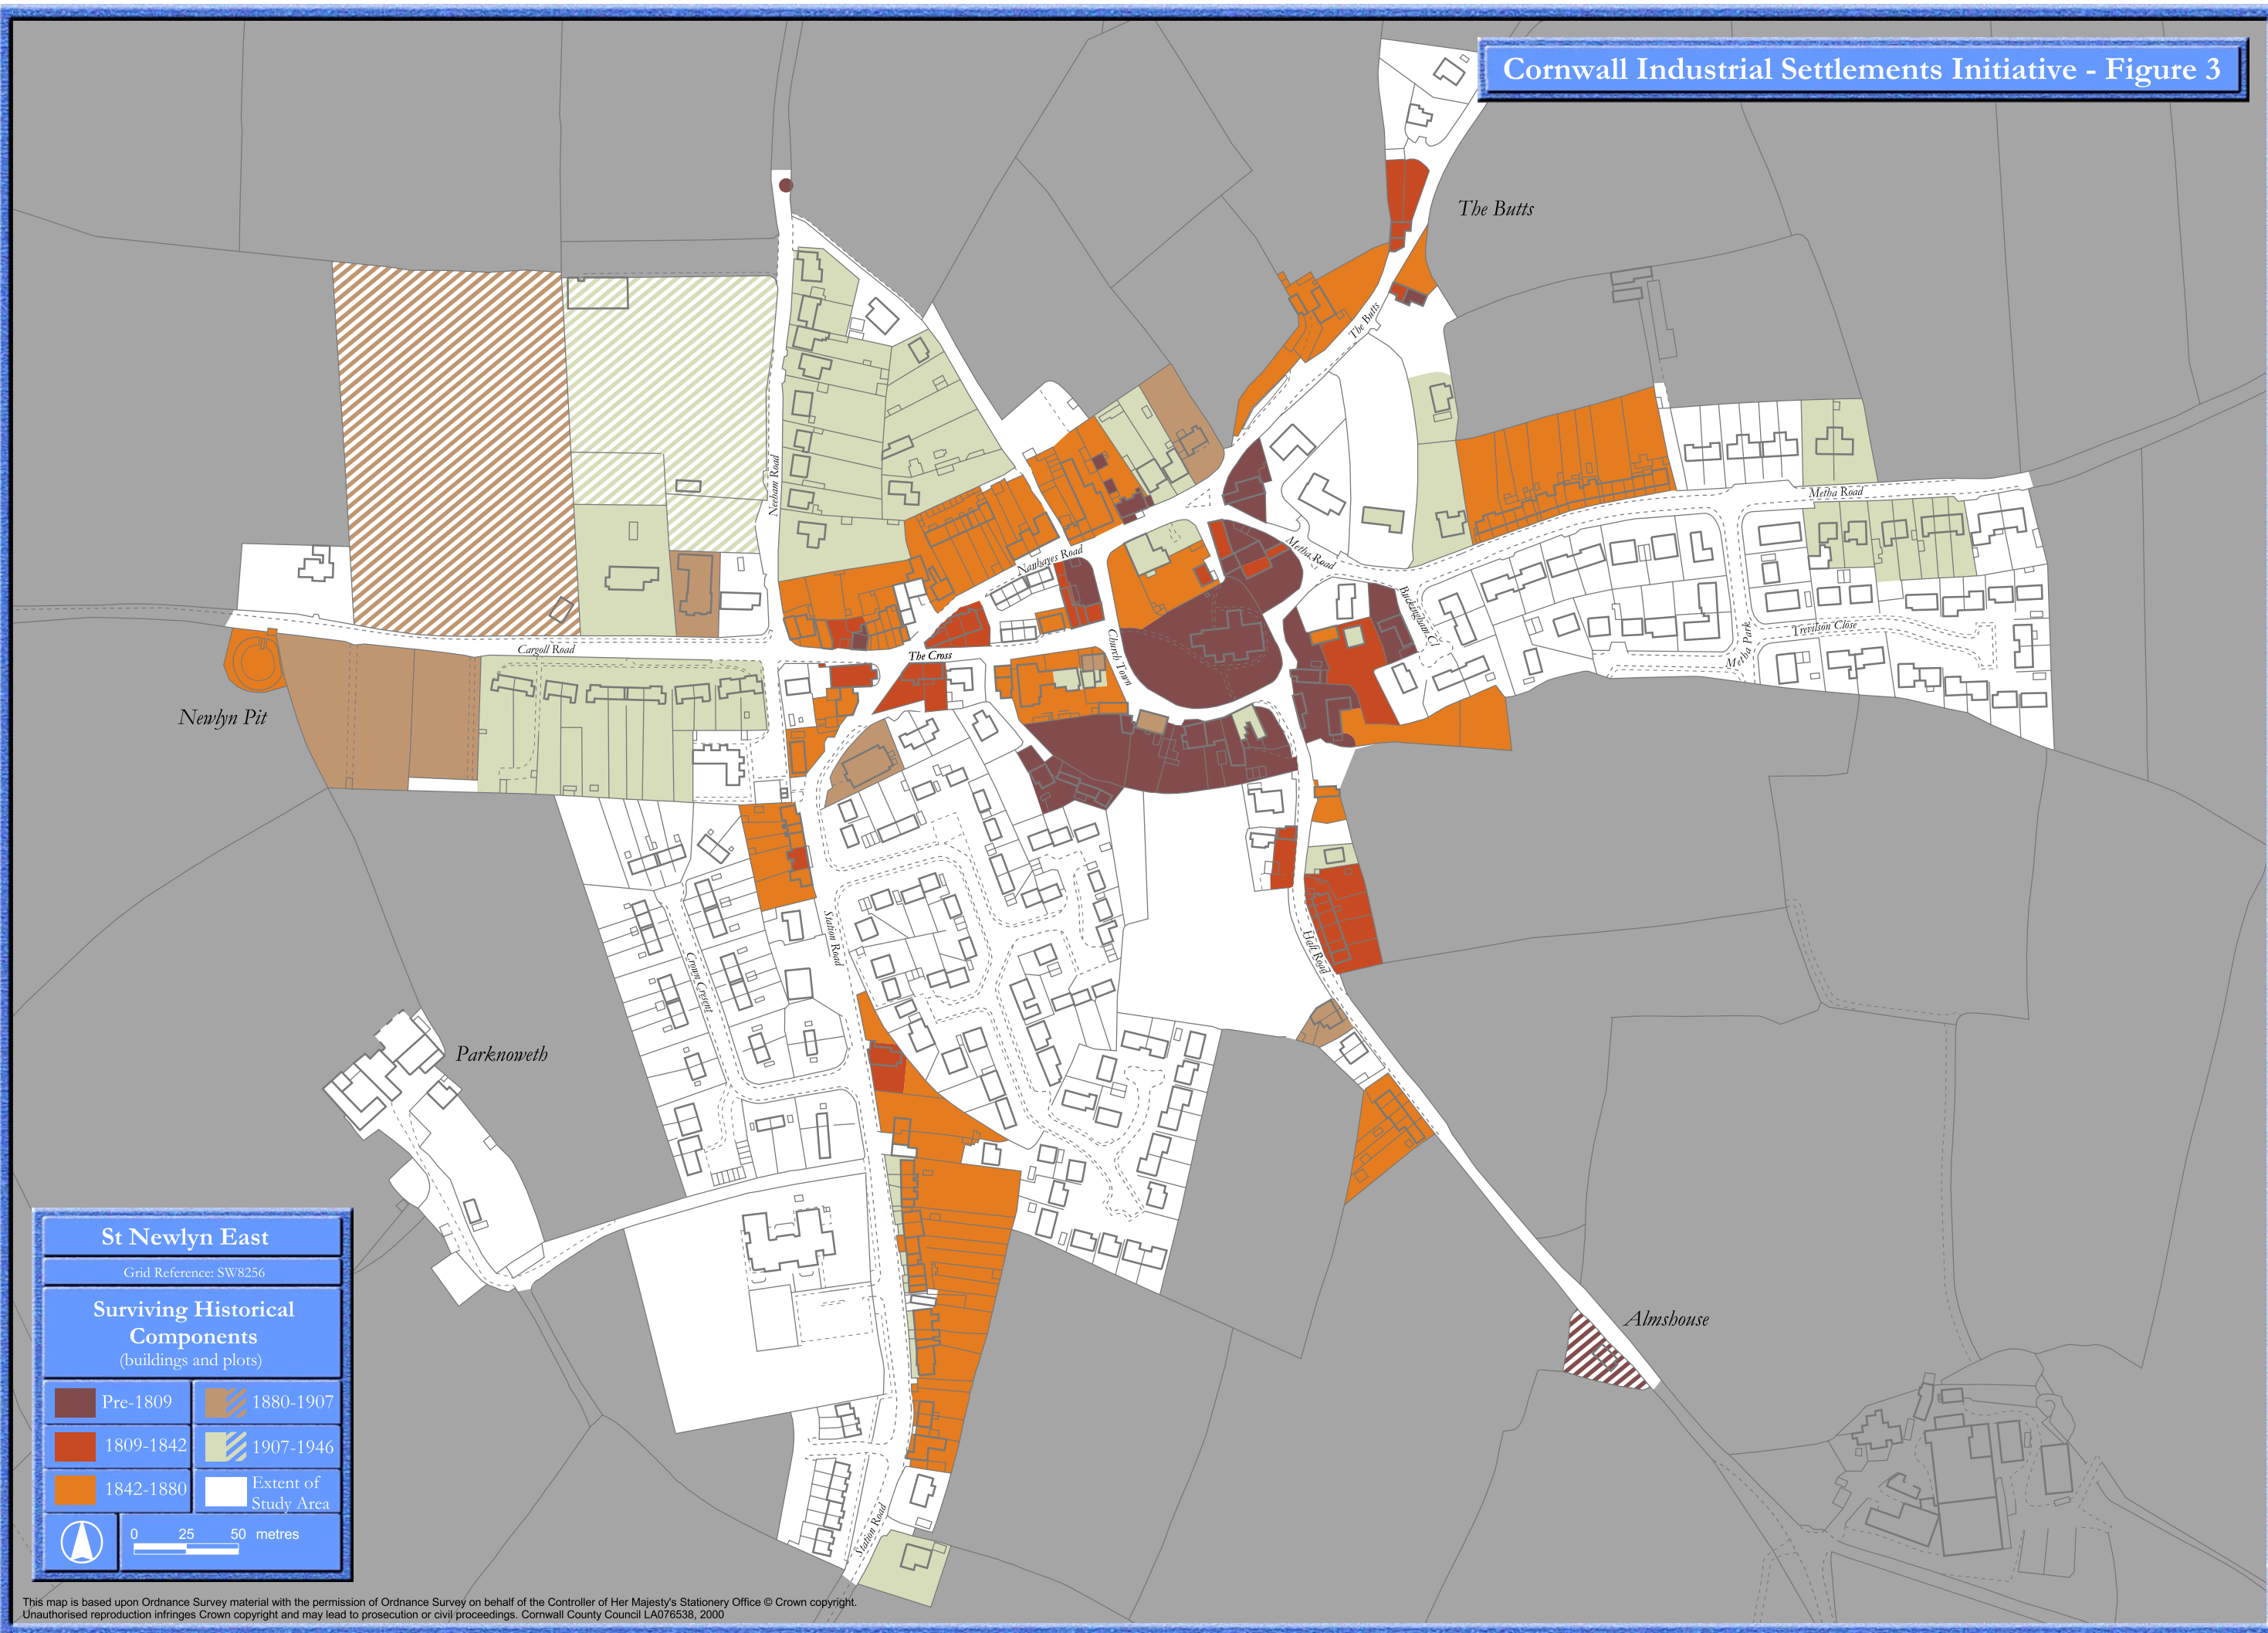 Cornwall Industrial Settlements Initiative - Figure 3
The Butts
The Butts
Needham Road
Metha Road
Nanhayes Road
Metha Road
Buckingham Cl
Trevilson Close
Metha Park
Cargoll Road
The Cross
Church Town
Newlyn Pit
Station Road
Halt Road
Crown Cresent
Parknoweth
Almshouse
Station Road
St Newlyn East
Grid Reference: SW8256
Surviving Historical
Components
(buildings and plots)
Pre-1809
1880-1907
1809-1842
1907-1946
1842-1880
Extent of
Study Area
0 25 50 metres
This map is based upon Ordnance Survey material with the permission of Ordnance Survey on behalf of the Controller of Her Majesty's Stationery Office © Crown copyright.
Unauthorised reproduction infringes Crown copyright and may lead to prosecution or civil proceedings. Cornwall County Council LA076538, 2000